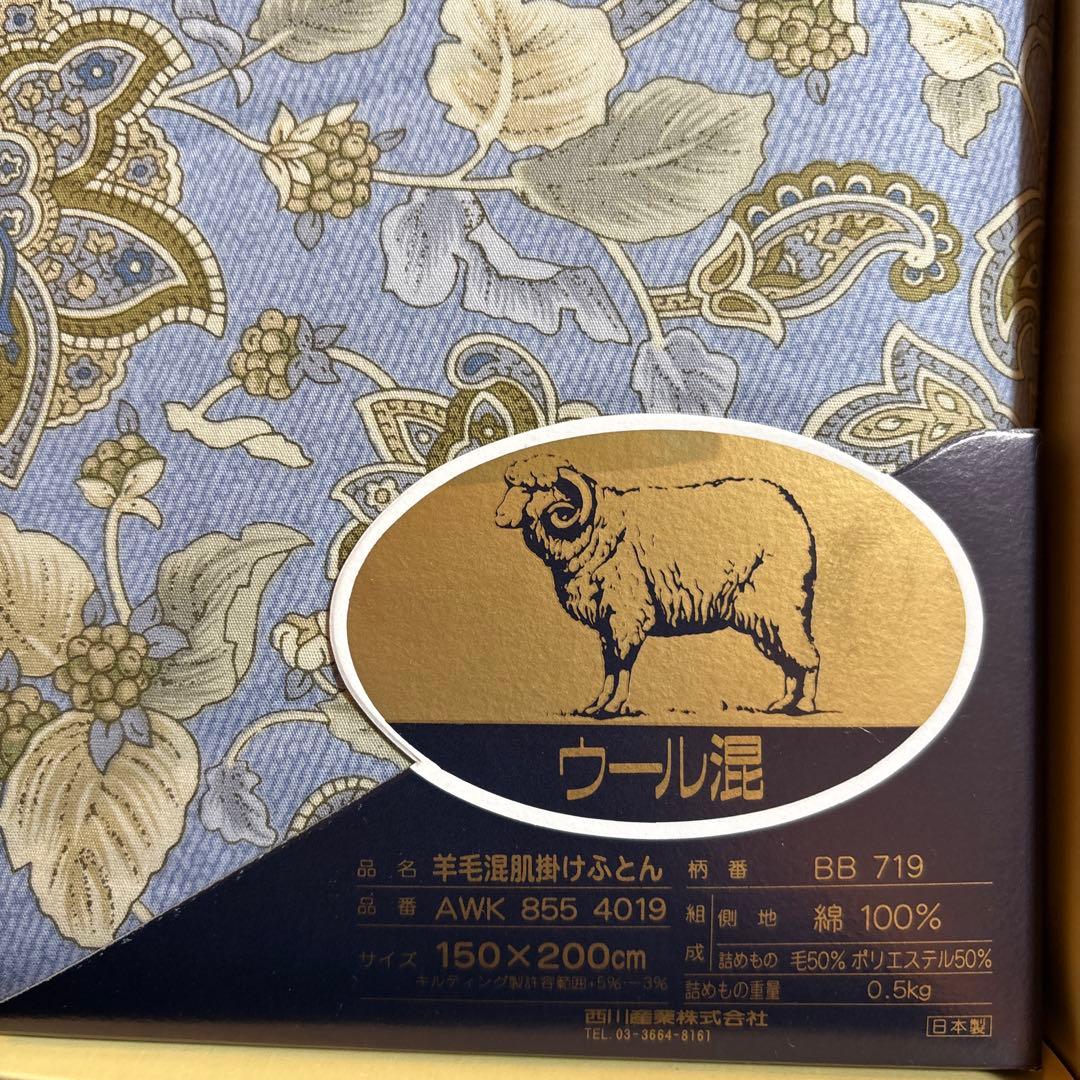 ウール混
品名 羊毛混肌掛けふとん
品番 AWK 855 4019
サイズ 150×200cm
キルティング製許容範囲+5%−3%
柄番 BB 719
組成 側地 綿 100%
詰めもの 毛50% ポリエステル50%
詰めもの重量 0.5kg
西川産業株式会社
TEL. 03-3664-8161
日本製